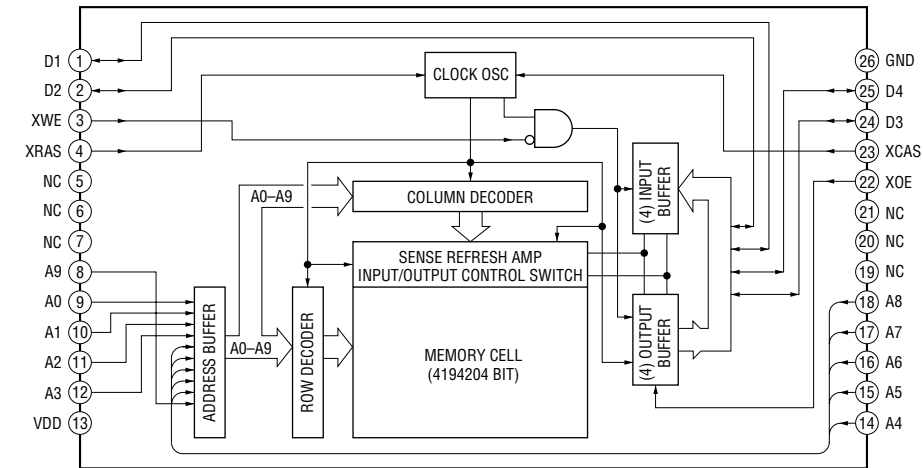 D1 1
D2 2
XWE 3
XRAS 4
NC 5
NC 6
NC 7
A9 8
A0 9
A1 10
A2 11
A3 12
VDD 13
CLOCK OSC
A0–A9
COLUMN DECODER
SENSE REFRESH AMP
INPUT/OUTPUT CONTROL SWITCH
MEMORY CELL
(4194204 BIT)
ADDRESS BUFFER
A0–A9
ROW DECODER
(4) INPUT
BUFFER
(4) OUTPUT
BUFFER
26 GND
25 D4
24 D3
23 XCAS
22 XOE
21 NC
20 NC
19 NC
18 A8
17 A7
16 A6
15 A5
14 A4